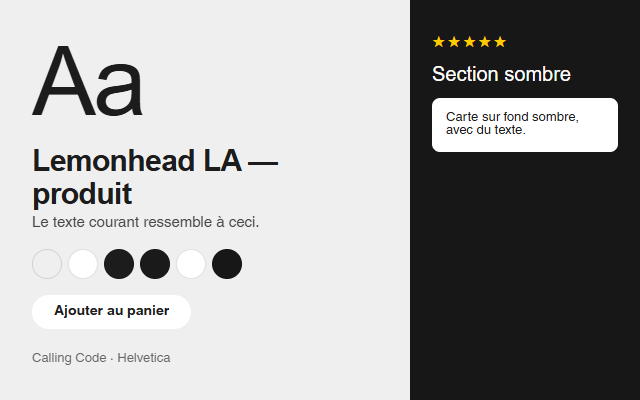 Aa
Lemonhead LA —
produit
Le texte courant ressemble à ceci.
Ajouter au panier
Calling Code · Helvetica
★★★★★
Section sombre
Carte sur fond sombre,
avec du texte.